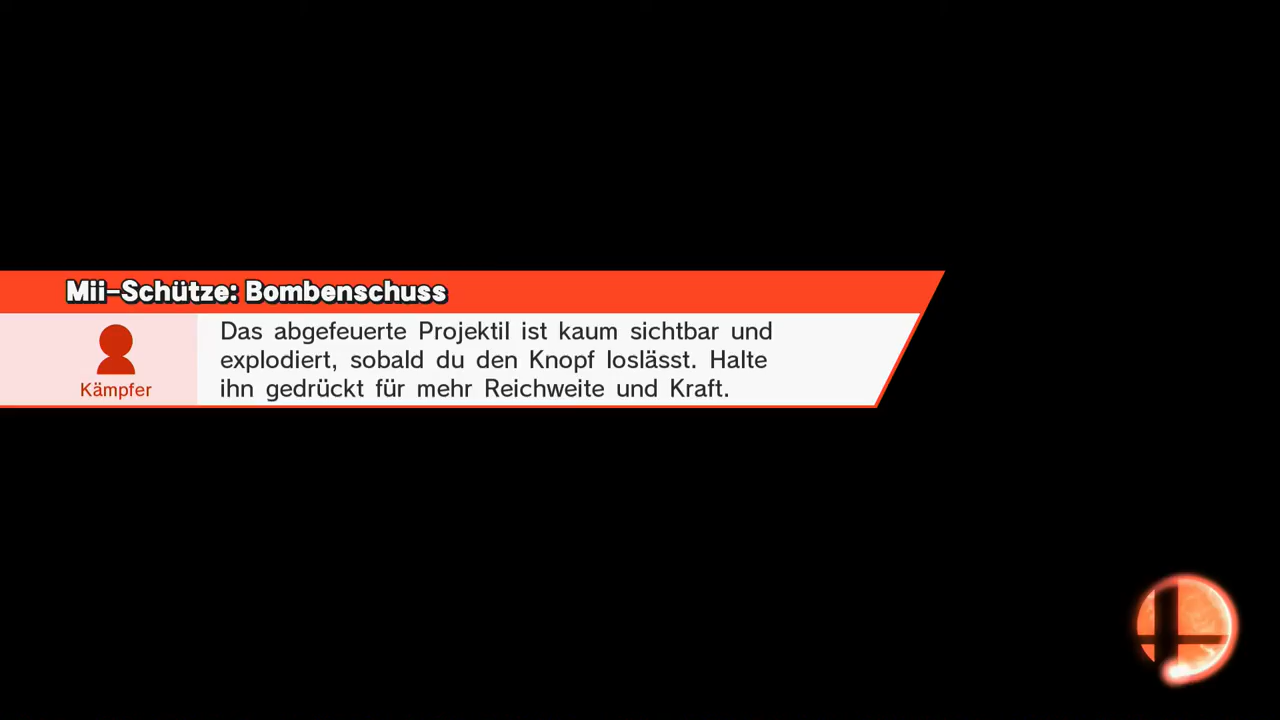 Mii-Schütze: Bombenschuss
Kämpfer
Das abgefeuerte Projektil ist kaum sichtbar und
explodiert, sobald du den Knopf loslässt. Halte
ihn gedrückt für mehr Reichweite und Kraft.